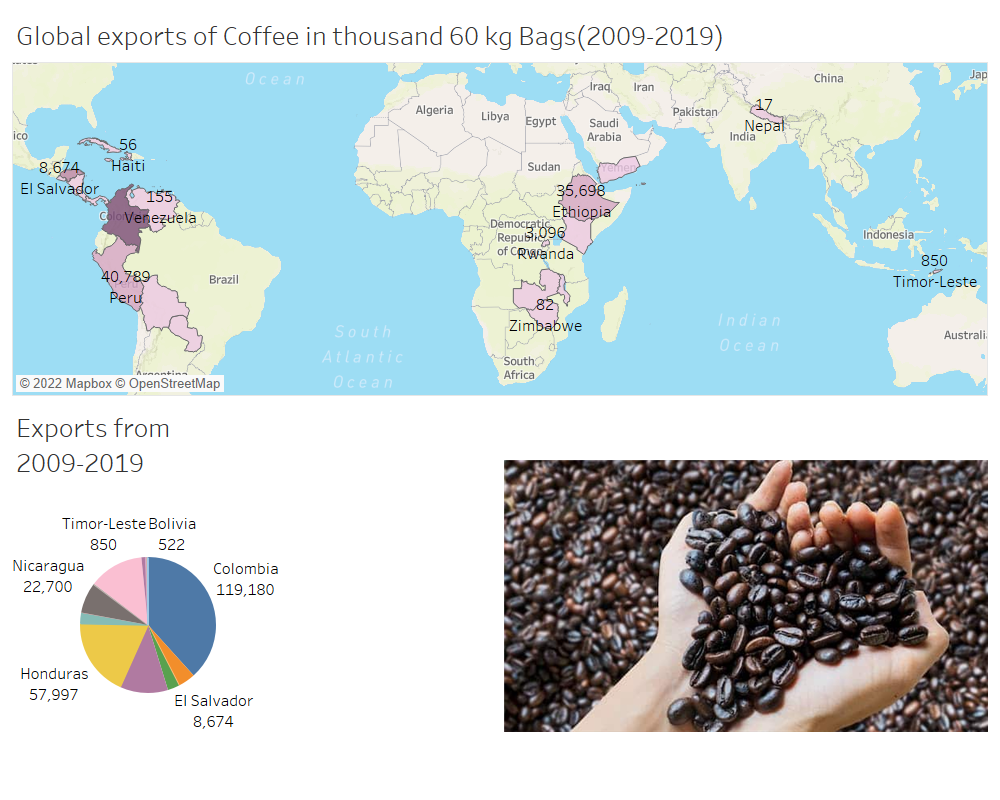 Global exports of Coffee in thousand 60 kg Bags(2009-2019)
Ocean
China
Iraq
Iran
Algeria
Libya
Egypt
Pakistan
17
Nepal
Saudi
Arabia
India
56
Haiti
Sudan
Yemen
8,674
El Salvador
155
Venezuela
35,698
Ethiopia
Democratic
Republic
of Congo
3,096
Rwanda
Indonesia
850
Timor-Leste
40,789
Peru
Brazil
82
Zimbabwe
South
Atlantic
Ocean
Indian
Ocean
South
Africa
Argentina
© 2022 Mapbox © OpenStreetMap
Exports from
2009-2019
Timor-Leste
850
Bolivia
522
Nicaragua
22,700
Colombia
119,180
Honduras
57,997
El Salvador
8,674